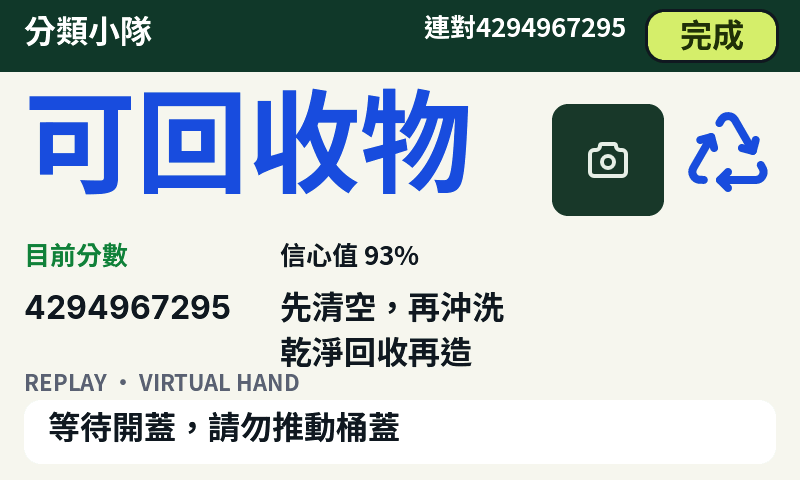 分類小隊
連對4294967295
完成
可回收物
目前分數
信心值 93%
4294967295
先清空，再沖洗
乾淨回收再造
REPLAY • VIRTUAL HAND
等待開蓋，請勿推動桶蓋